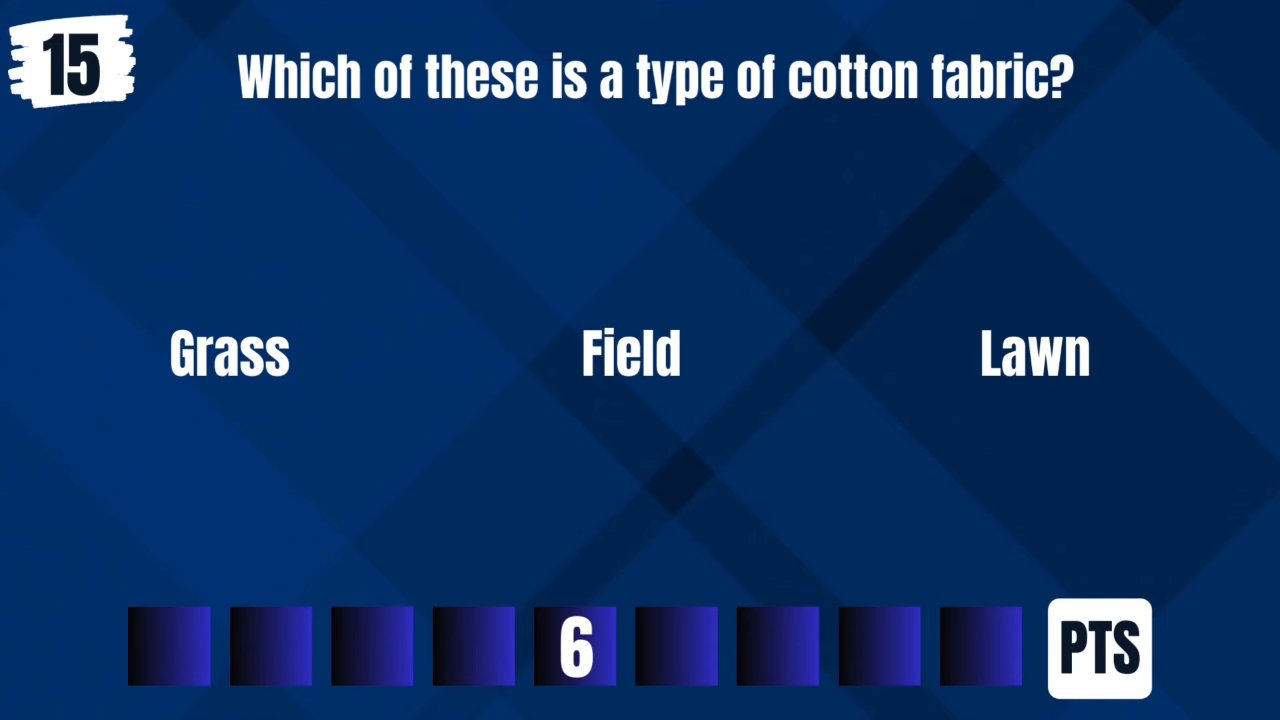 15
Which of these is a type of cotton fabric?
Grass
Field
Lawn
6
PTS